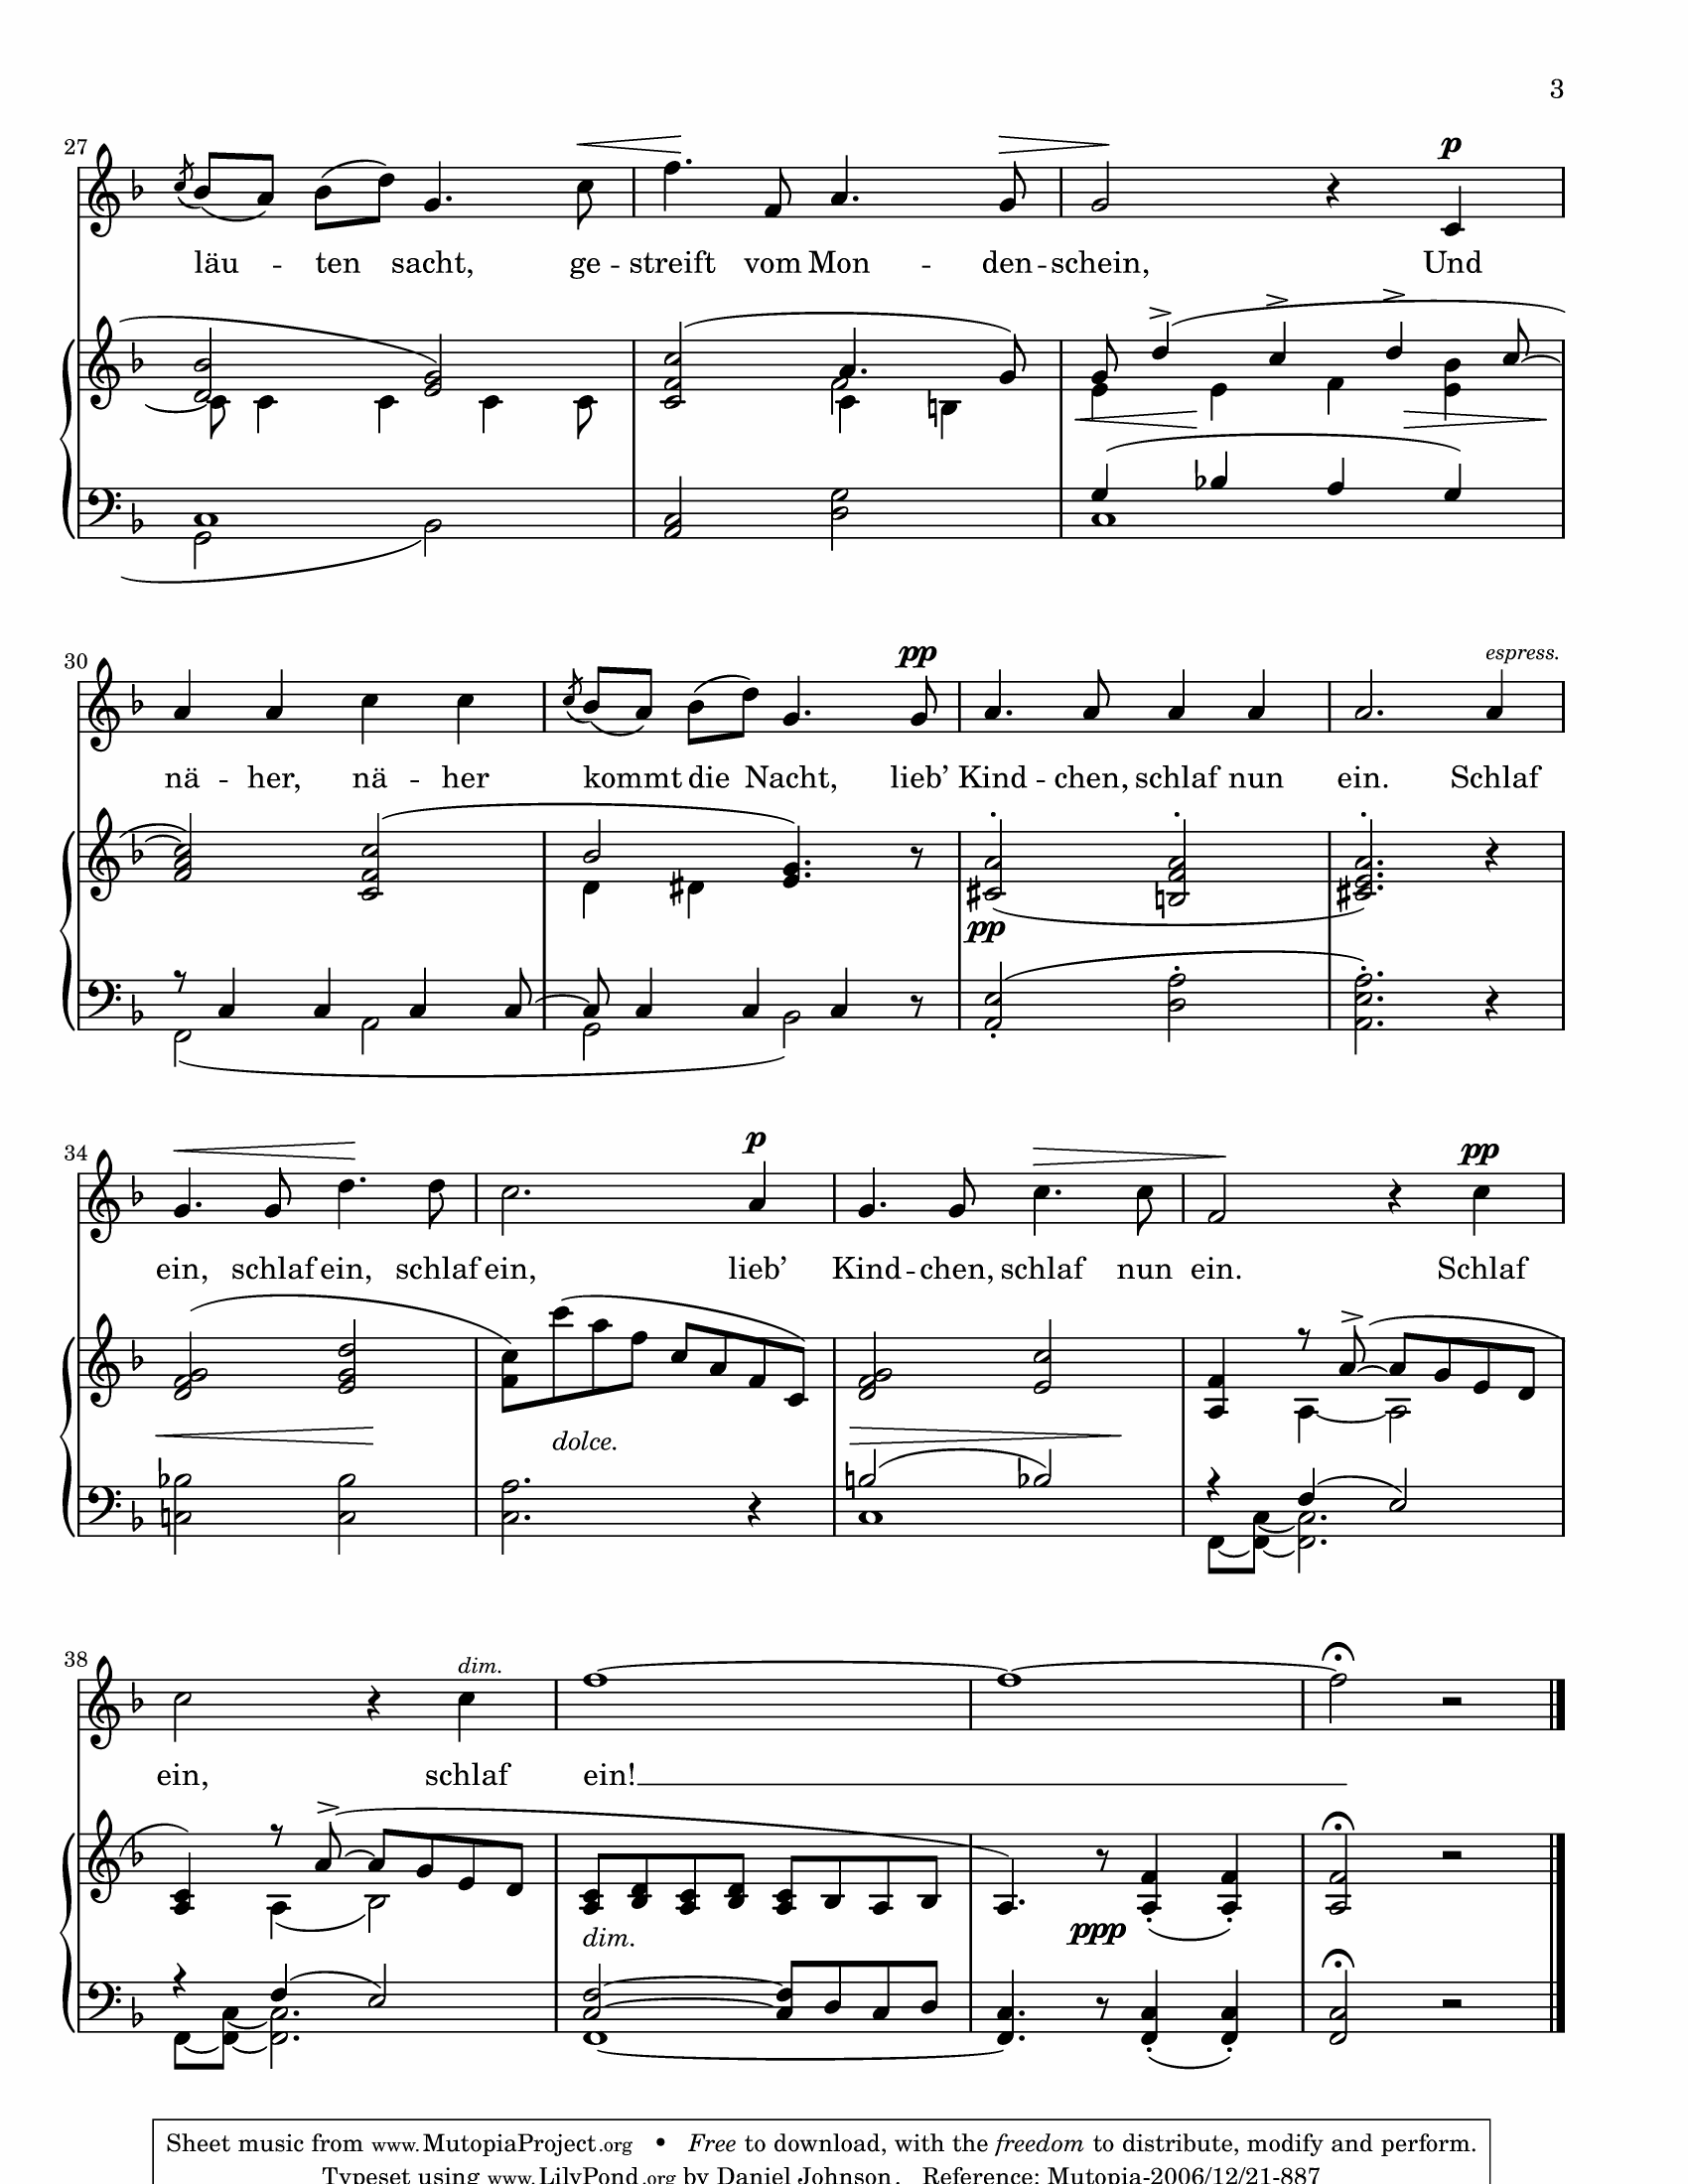 3
27
p
läu - ten sacht, ge - streift vom Mon - den - schein, Und
30
pp
espress.
nä - her, nä - her kommt die Nacht, lieb’ Kind - chen, schlaf nun ein. Schlaf
pp
34
p
pp
ein, schlaf ein, schlaf ein, lieb’ Kind - chen, schlaf nun ein. Schlaf
dolce.
38
dim.
ein, schlaf ein!
dim.
ppp
Sheet music from www.MutopiaProject.org • Free to download, with the freedom to distribute, modify and perform.
Typeset using www.LilyPond.org by Daniel Johnson. Reference: Mutopia-2006/12/21-887